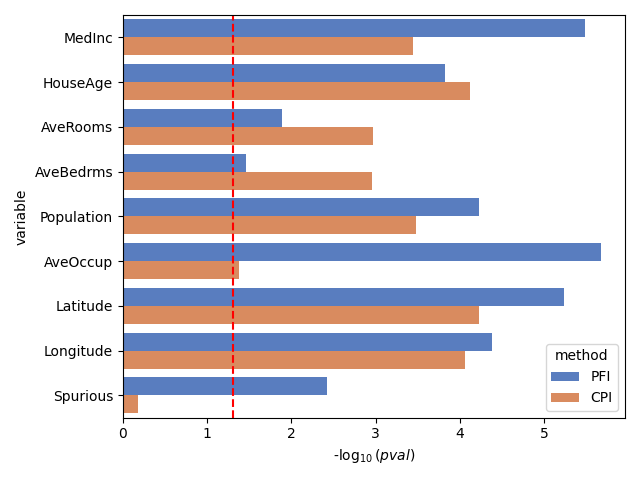 MedInc
HouseAge
AveRooms
AveBedrms
Population
AveOccup
Latitude
Longitude
Spurious
variable
0 1 2 3 4 5
-log10(pval)
method
PFI
CPI